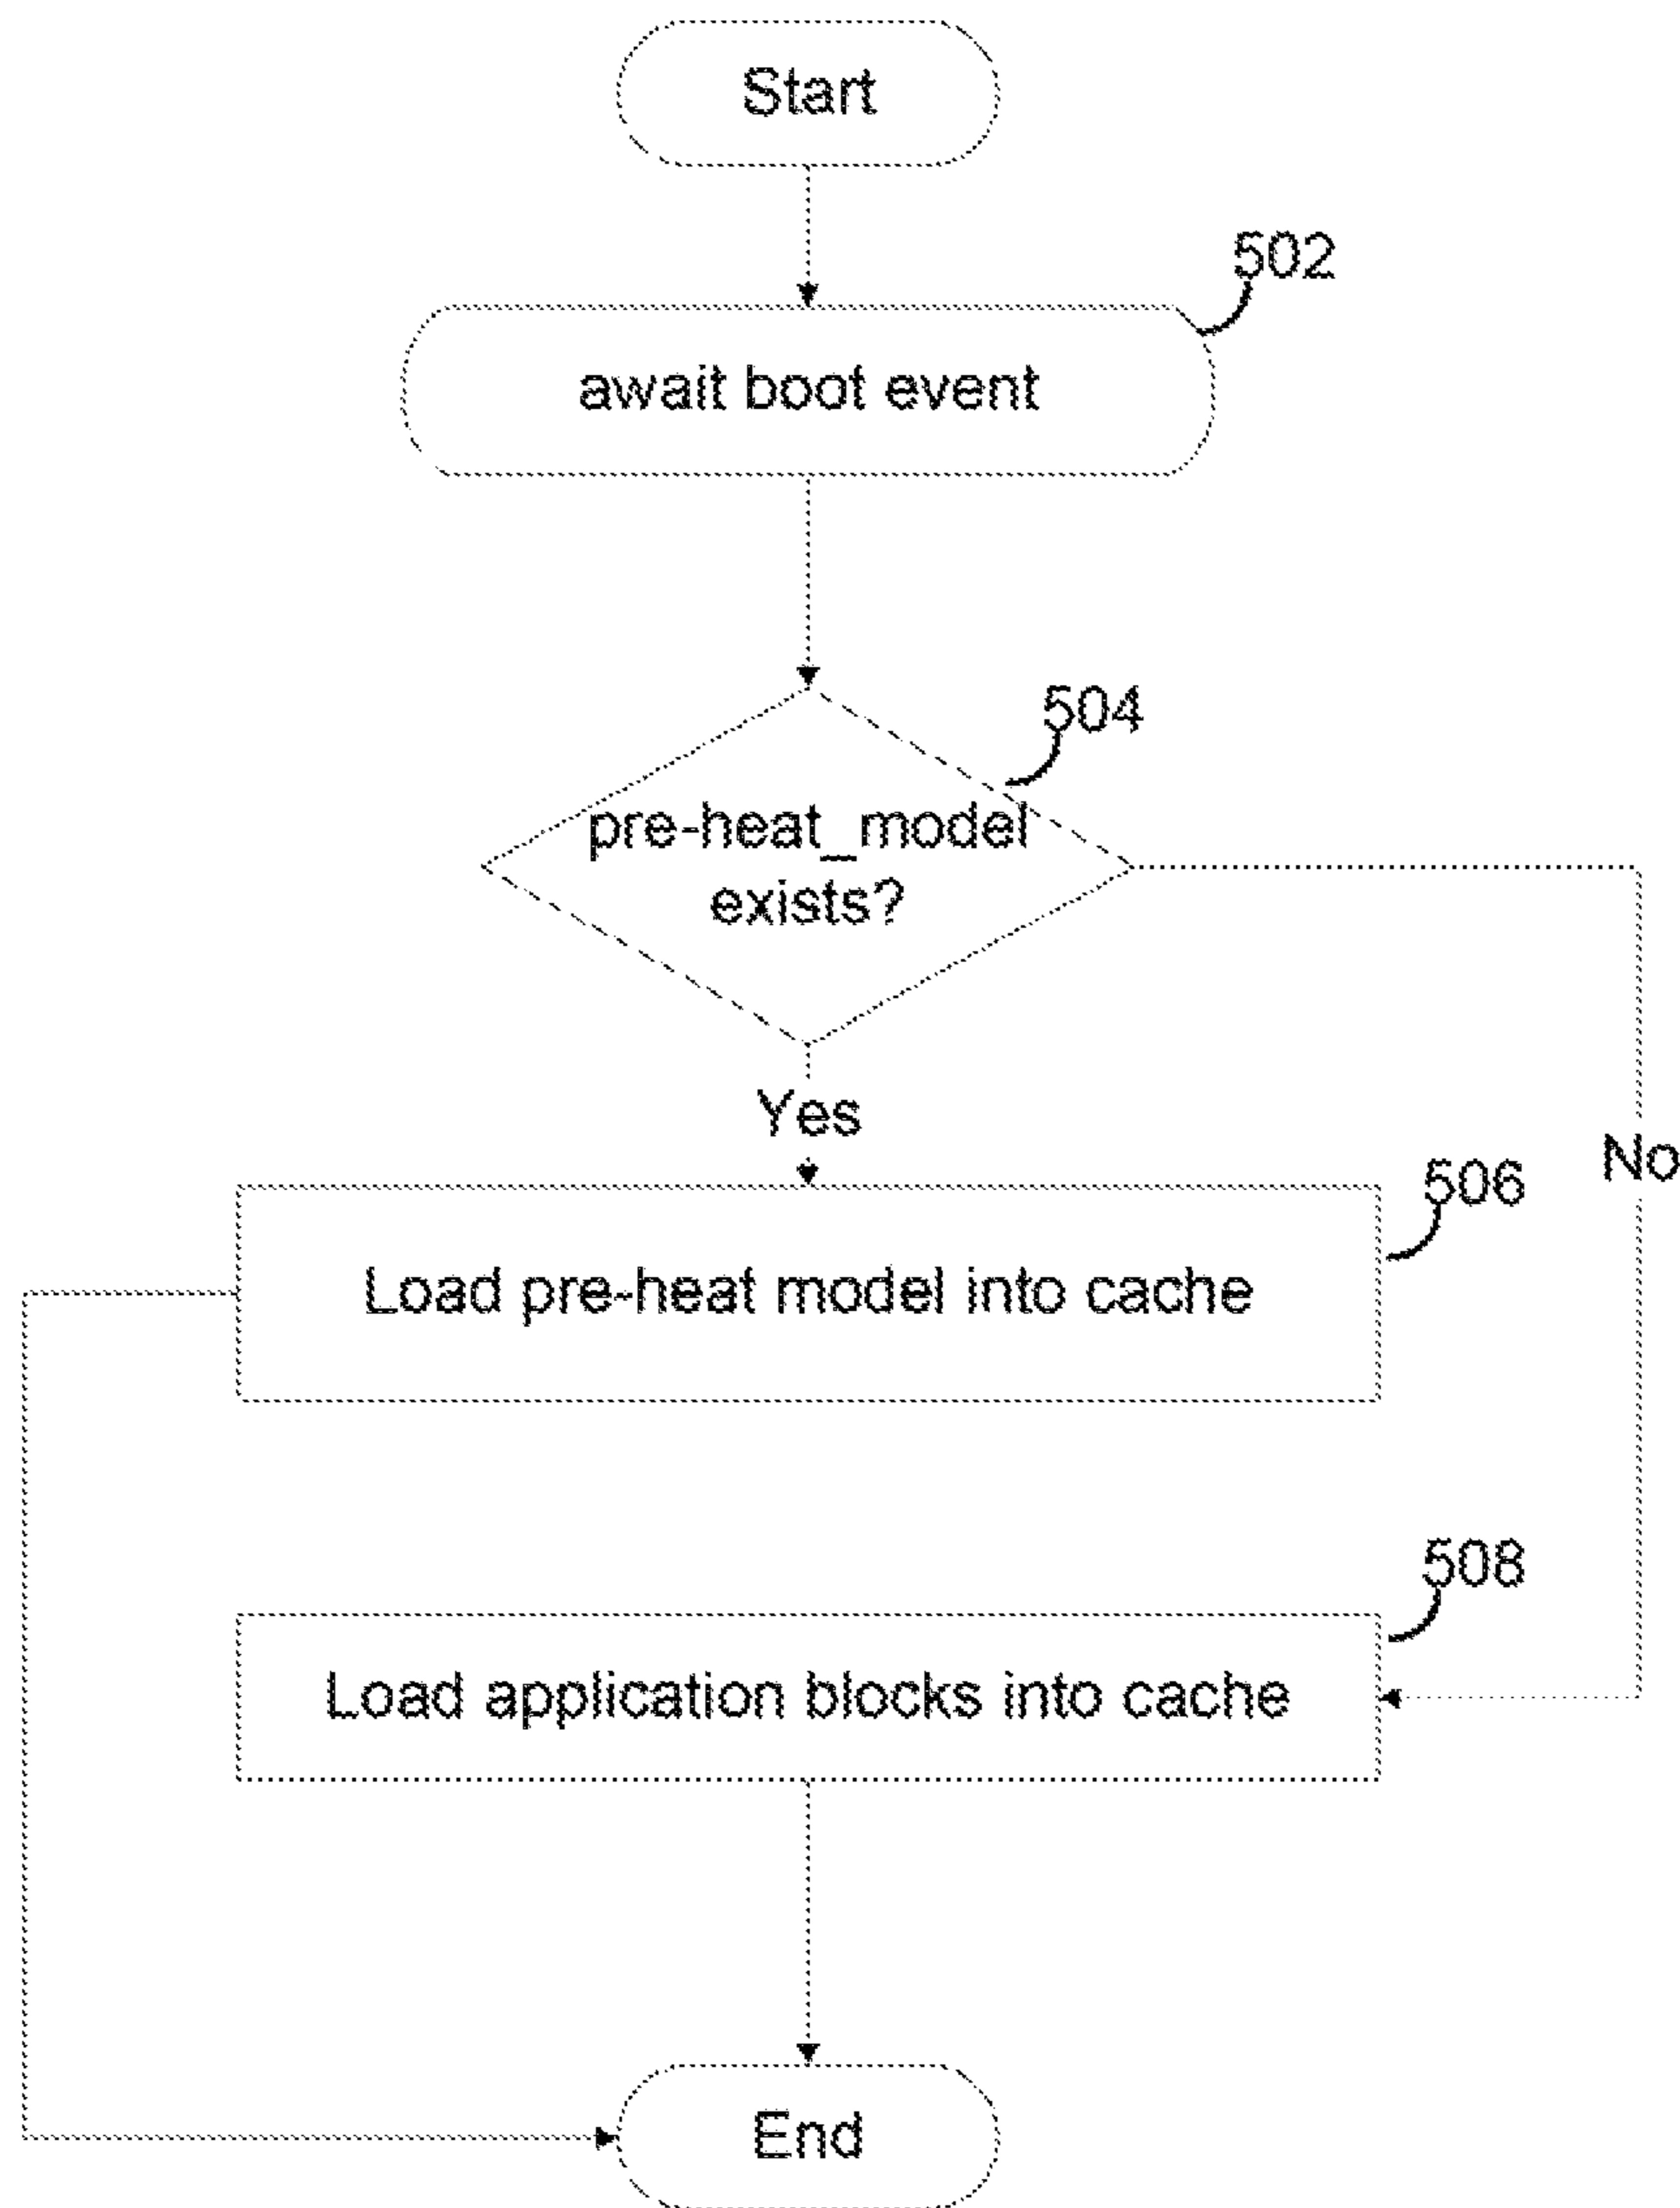 Start
502
await boot event
504
pre-heat_model
exists?
Yes
No
506
Load pre-heat model into cache
508
Load application blocks into cache
End